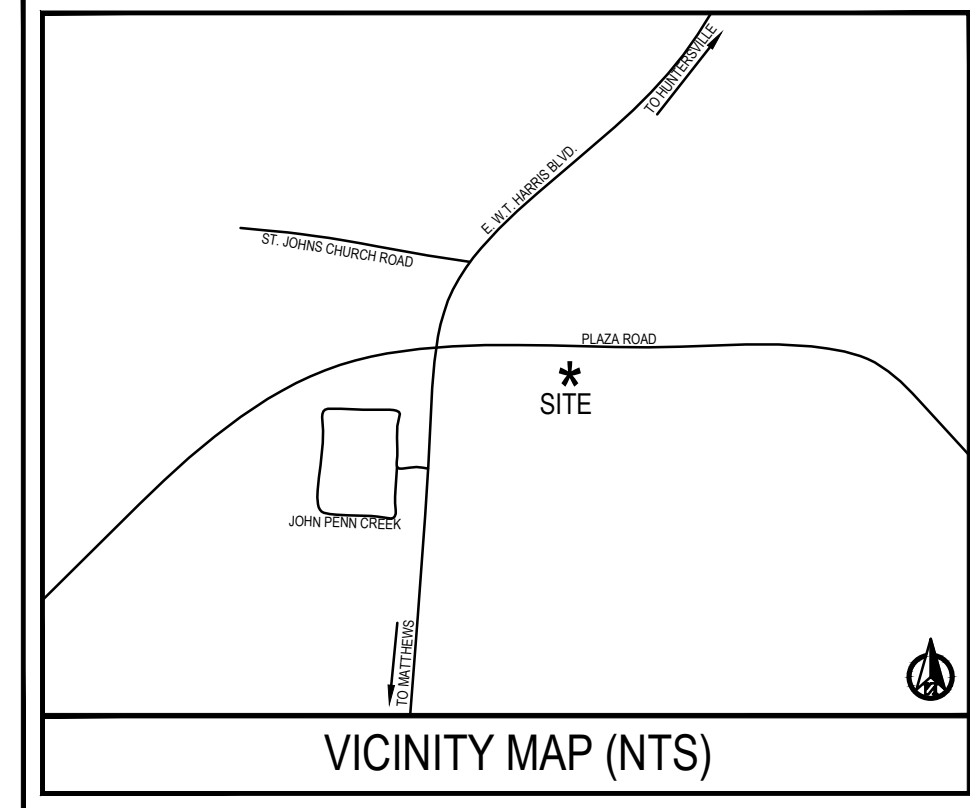 TO HUNTERSVILLE
E. W.T. HARRIS BLVD.
ST. JOHNS CHURCH ROAD
PLAZA ROAD
*
SITE
JOHN PENN CREEK
TO MATTHEWS
VICINITY MAP (NTS)